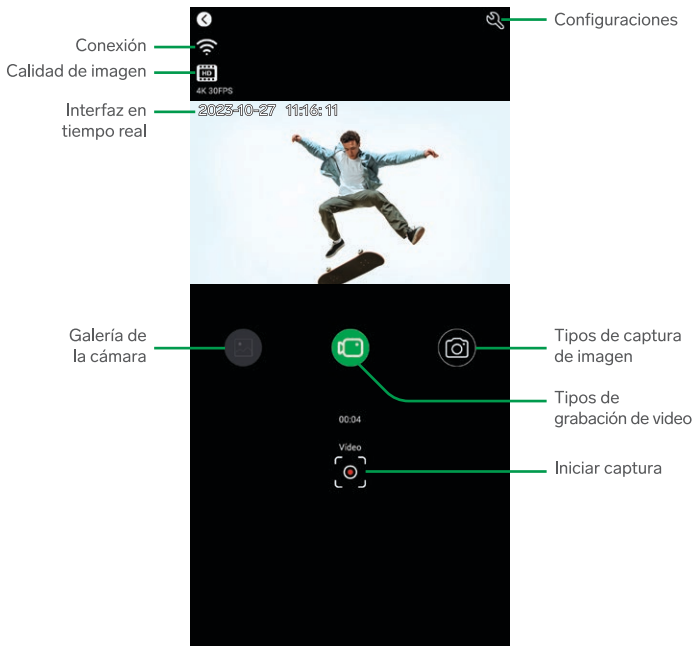 Configuraciones
Conexión
Calidad de imagen
HD
4K 30FPS
Interfaz en
tiempo real
2023-10-27 11:16:11
Galería de
la cámara
Tipos de captura
de imagen
Tipos de
grabación de video
00:04
Vídeo
Iniciar captura